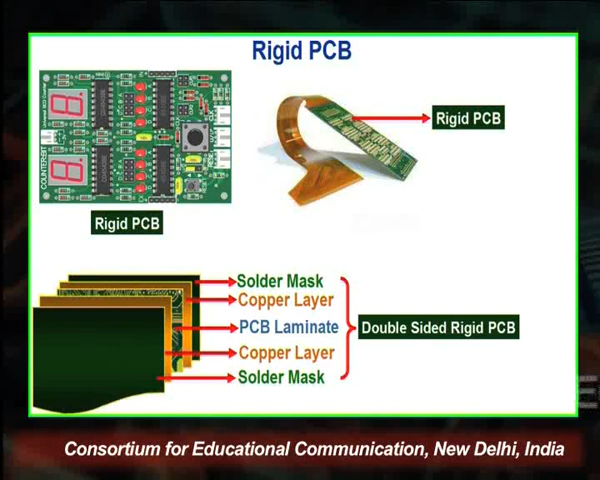 Rigid PCB
COUNTERBIT
Rigid PCB
Rigid PCB
Solder Mask
Copper Layer
PCB Laminate
Double Sided Rigid PCB
Copper Layer
Solder Mask
Consortium for Educational Communication, New Delhi, India